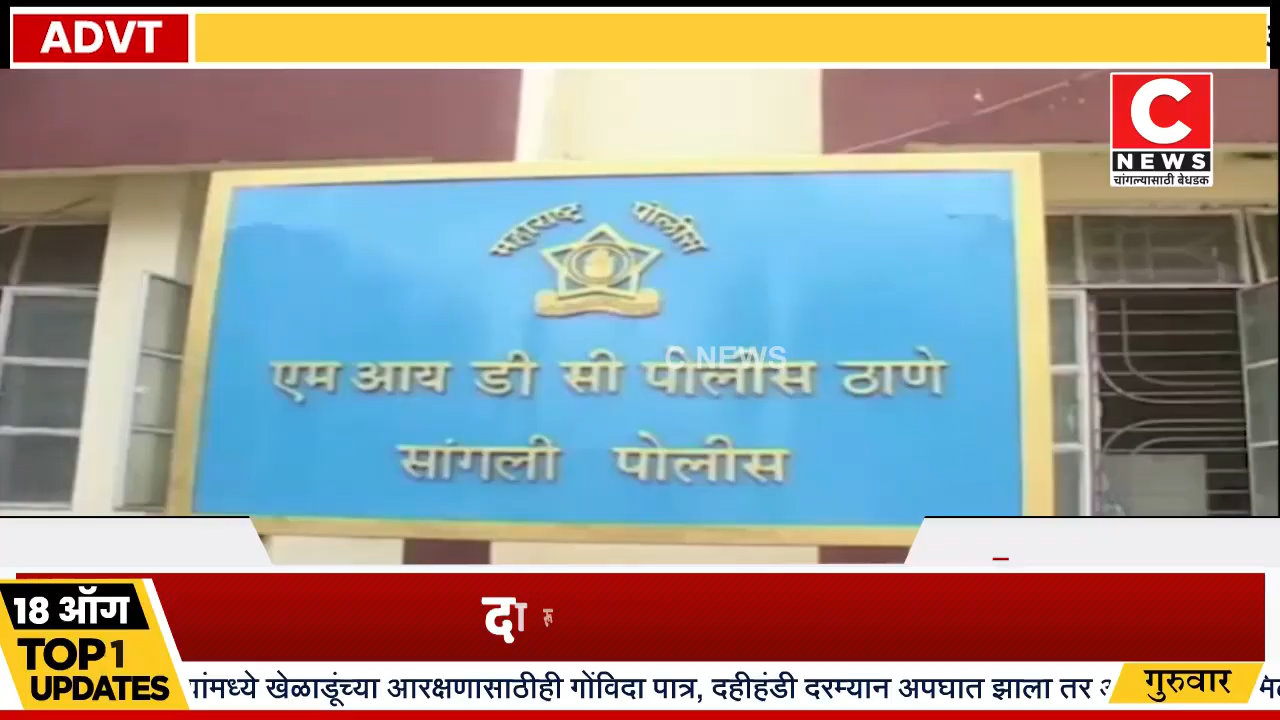 ADVT
C
NEWS
चांगल्यासाठी बेधडक
महाराष्ट्र पोलीस
C NEWS
एम आय डी सी पोलीस ठाणे
सांगली पोलीस
दारू
18 ऑग
TOP 1
UPDATES
खेळाडूंच्या आरक्षणासाठीही गोंविदा पात्र, दहीहंडी दरम्यान अपघात झाला तर
गुरुवार